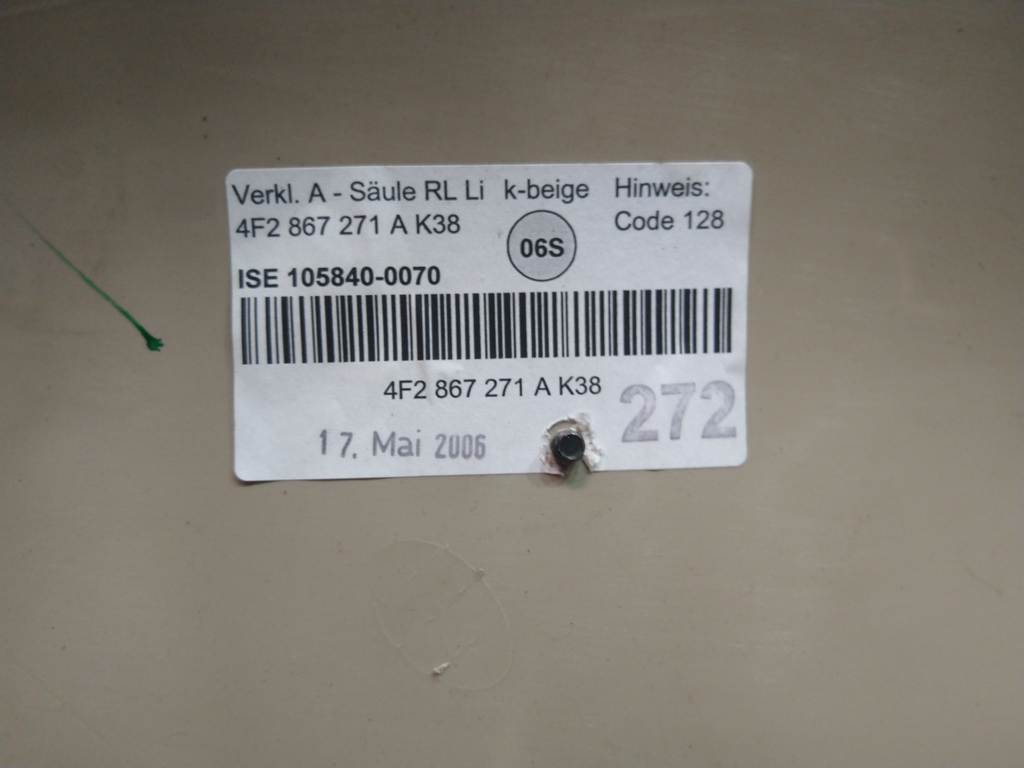 Verkl. A - Säule RL Li k-beige Hinweis:
4F2 867 271 A K38 06S Code 128
ISE 105840-0070
4F2 867 271 A K38
17. Mai 2006 272